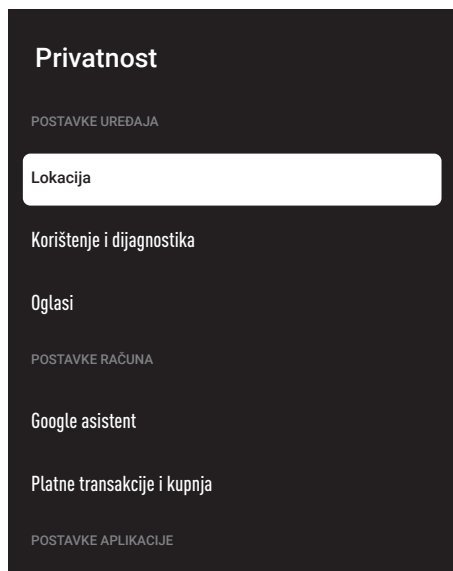 Privatnost
POSTAVKE UREĐAJA
Lokacija
Korištenje i dijagnostika
Oglasi
POSTAVKE RAČUNA
Google asistent
Platne transakcije i kupnja
POSTAVKE APLIKACIJE